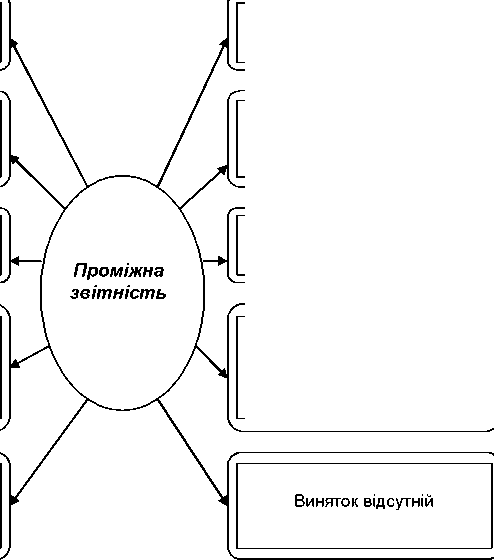 Проміжна
звітність
Виняток відсутній